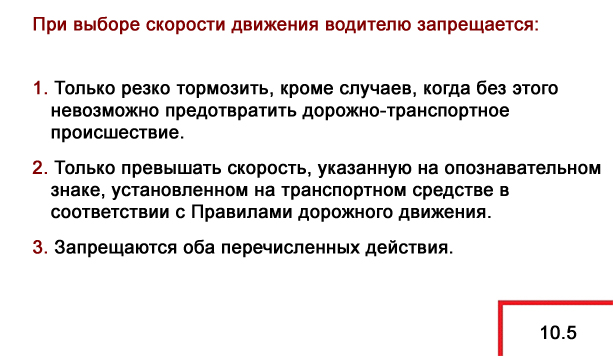 При выборе скорости движения водителю запрещается:
1. Только резко тормозить, кроме случаев, когда без этого
невозможно предотвратить дорожно-транспортное
происшествие.
2. Только превышать скорость, указанную на опознавательном
знаке, установленном на транспортном средстве в
соответствии с Правилами дорожного движения.
3. Запрещаются оба перечисленных действия.
10.5